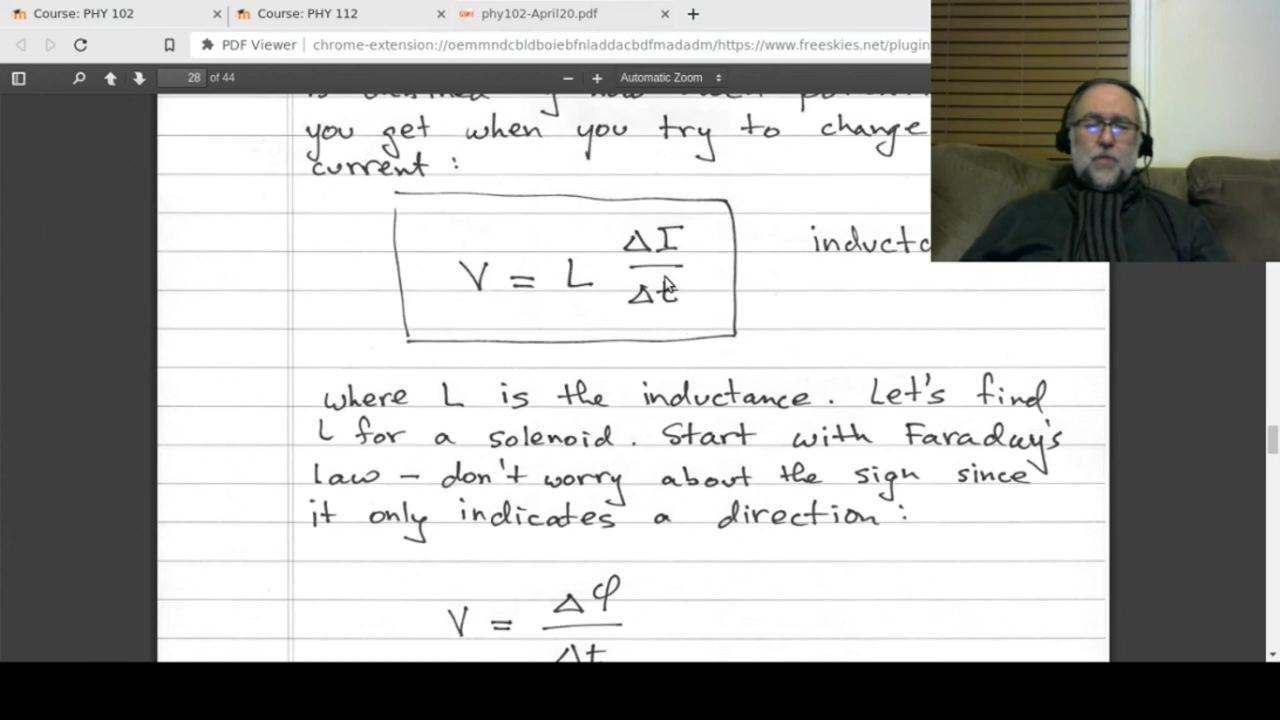 Course: PHY 102
Course: PHY 112
phy102-April20.pdf
PDF Viewer
chrome-extension://oemmndcbldboiebfnladdacbdfmadadm/https://www.freeskies.net/plugin
28 of 44
Automatic Zoom
you get when you try to change
current :
V = L ΔI/Δt
where L is the inductance. Let's find
L for a solenoid. Start with Faraday's
Law – don't worry about the sign since
it only indicates a direction:
V = Δφ/Δt